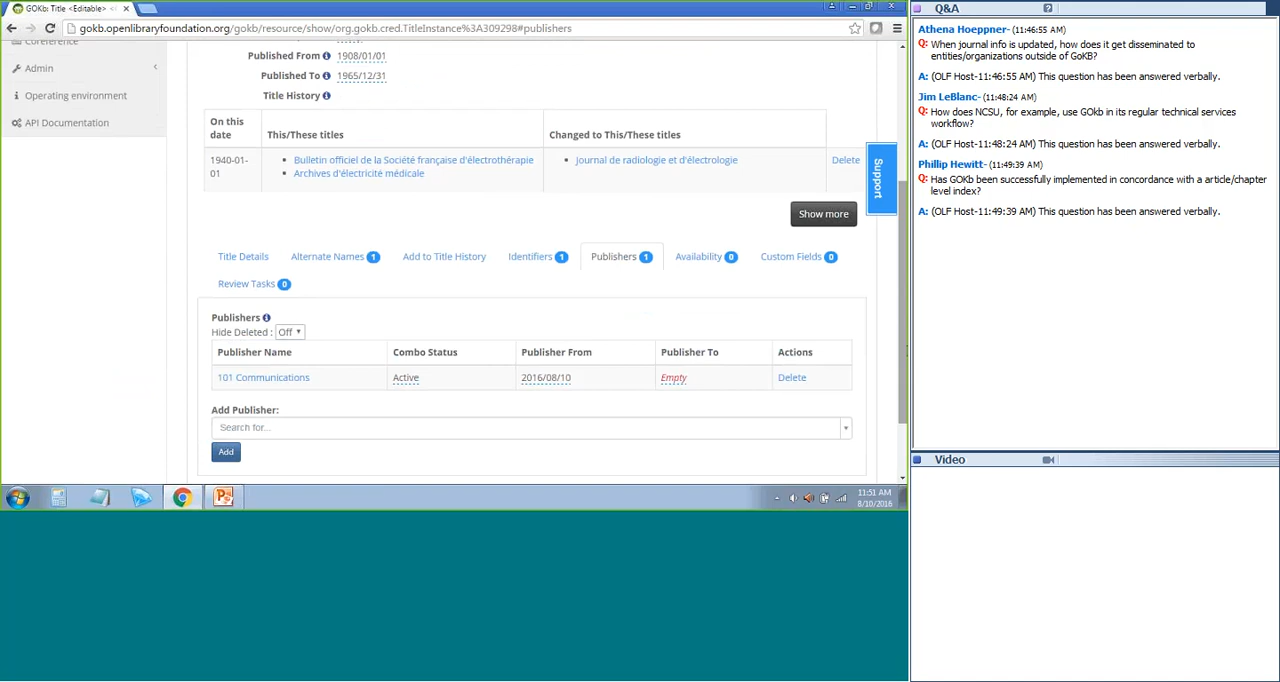 GOKb: Title <Editable>
gokb.openlibraryfoundation.org/gokb/resource/show/org.gokb.cred.TitleInstance%3A309298#publishers
Coreference
Admin
Operating environment
API Documentation
Published From 1908/01/01
Published To 1965/12/31
Title History
On this date This/These titles Changed to This/These titles
1940-01-01 Bulletin officiel de la Société française d'électrothérapie Journal de radiologie et d'électrologie Delete
Archives d'électricité médicale
Support
Show more
Title Details Alternate Names 1 Add to Title History Identifiers 1 Publishers 1 Availability 0 Custom Fields 0
Review Tasks 0
Publishers
Hide Deleted : Off
Publisher Name Combo Status Publisher From Publisher To Actions
101 Communications Active 2016/08/10 Empty Delete
Add Publisher:
Search for...
Add
11:51 AM
8/10/2016
Q&A
Athena Hoeppner- (11:46:55 AM)
Q: When journal info is updated, how does it get disseminated to
entities/organizations outside of GoKB?
A: (OLF Host-11:46:55 AM) This question has been answered verbally.
Jim LeBlanc- (11:48:24 AM)
Q: How does NCSU, for example, use GOkb in its regular technical services
workflow?
A: (OLF Host-11:48:24 AM) This question has been answered verbally.
Phillip Hewitt- (11:49:39 AM)
Q: Has GOKb been successfully implemented in concordance with a article/chapter
level index?
A: (OLF Host-11:49:39 AM) This question has been answered verbally.
Video